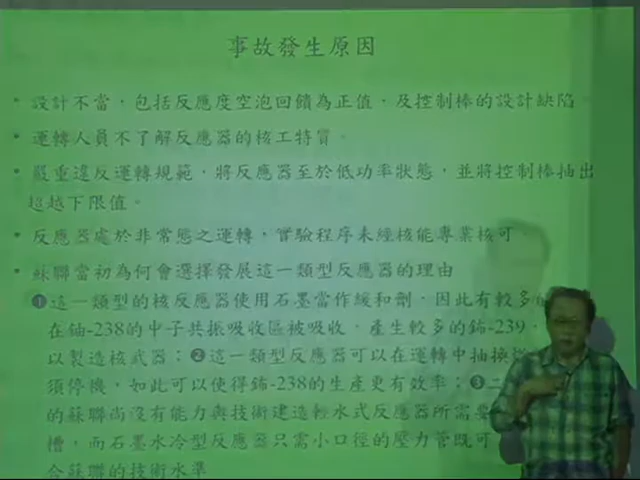 事故發生原因
• 設計不當，包括反應度空泡回饋為正值，及控制棒的設計缺陷。
• 運轉人員不了解反應器的核工特質。
• 嚴重違反運轉規範，將反應器至於低功率狀態，並將控制棒抽出
超越下限值。
• 反應器處於非常態之運轉，實驗程序未經核能專業核可
• 蘇聯當初為何會選擇發展這一類型反應器的理由
❶這一類型的核反應器使用石墨當作緩和劑，因此有較多的
在鈾-238的中子共振吸收區被吸收，產生較多的鈽-239，
以製造核武器；❷這一類型反應器可以在運轉中抽換
須停機，如此可以使得鈽-238的生產更有效率；❸二
的蘇聯尚沒有能力與技術建造輕水式反應器所需要
槽，而石墨水冷型反應器只需小口徑的壓力管既可
合蘇聯的技術水準